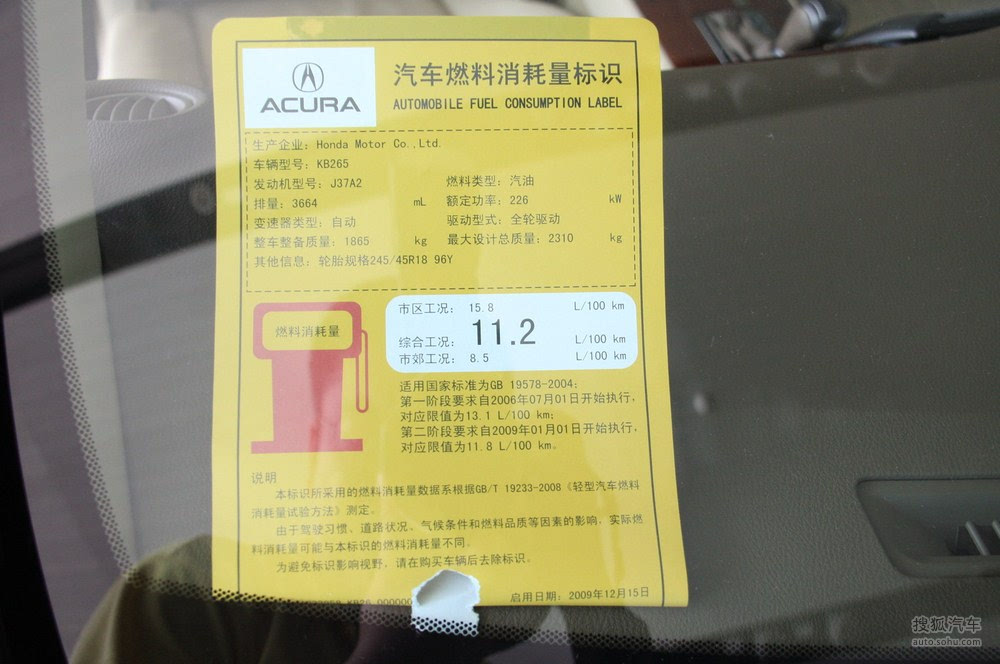 ACURA
汽车燃料消耗量标识
AUTOMOBILE FUEL CONSUMPTION LABEL
生产企业: Honda Motor Co.,Ltd.
车辆型号: KB265
发动机型号: J37A2 燃料类型: 汽油
排量: 3664 mL 额定功率: 226 kW
变速器类型: 自动 驱动型式: 全轮驱动
整车整备质量: 1865 kg 最大设计总质量: 2310 kg
其他信息: 轮胎规格245/45R18 96Y
燃料消耗量
市区工况: 15.8 L/100 km
综合工况: 11.2 L/100 km
市郊工况: 8.5 L/100 km
适用国家标准为GB 19578-2004:
第一阶段要求自2006年07月01日开始执行,
对应限值为13.1 L/100 km;
第二阶段要求自2009年01月01日开始执行,
对应限值为11.8 L/100 km。
说明
本标识所采用的燃料消耗量数据系根据GB/T 19233-2008《轻型汽车燃料
消耗量试验方法》测定。
由于驾驶习惯、道路状况、气候条件和燃料品质等因素的影响, 实际燃
料消耗量可能与本标识的燃料消耗量不同。
为避免标识影响视野, 请在购买车辆后去除标识。
启用日期: 2009年12月15日
搜狐汽车
auto.sohu.com